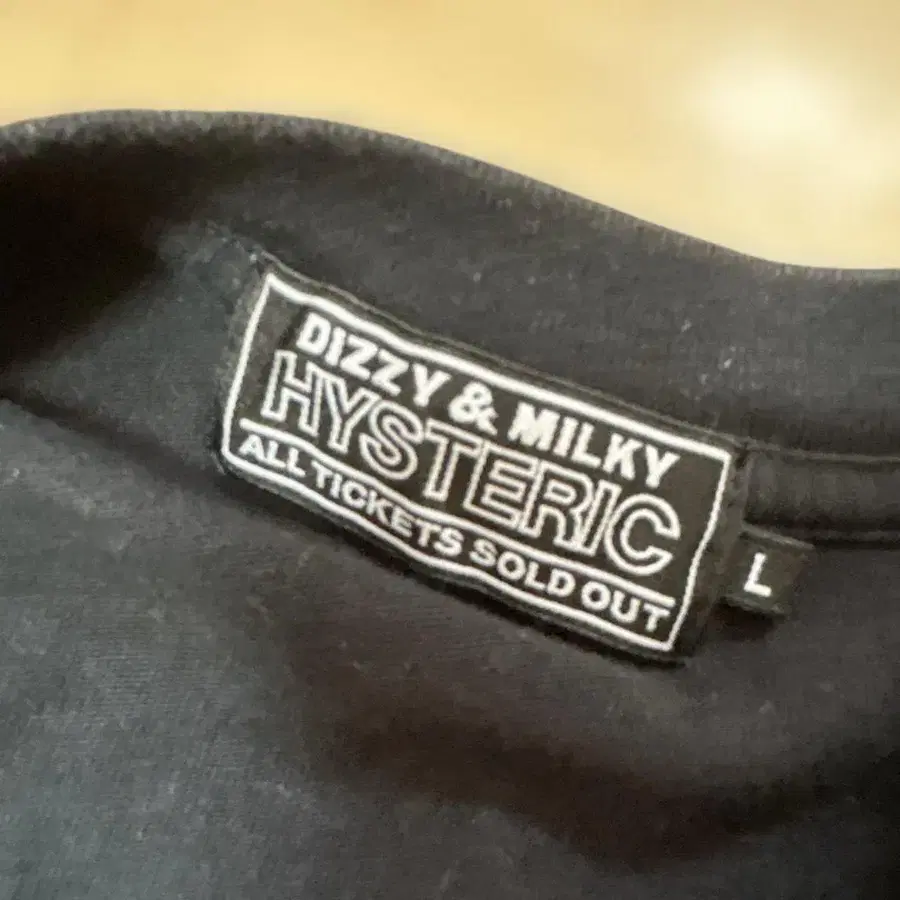 DIZZY & MILKY
HYSTERIC
ALL TICKETS SOLD OUT
L